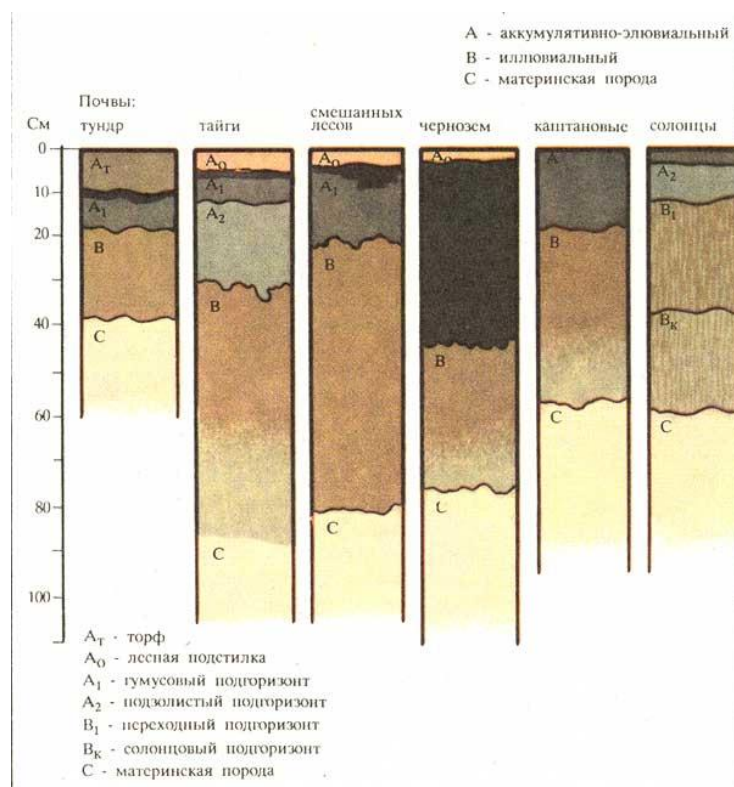 А - аккумулятивно-элювиальный
В - иллювиальный
С - материнская порода
Почвы:
См
тундр
тайги
смешанных лесов
чернозем
каштановые
солонцы
0
10
20
40
60
80
100
Ат
А1
В
С
А0
А1
А2
В
С
А0
А1
В
С
А0
В
С
А
В
С
А2
В1
Вк
С
Ат - торф
А0 - лесная подстилка
А1 - гумусовый подгоризонт
А2 - подзолистый подгоризонт
В1 - переходный подгоризонт
Вк - солонцовый подгоризонт
С - материнская порода